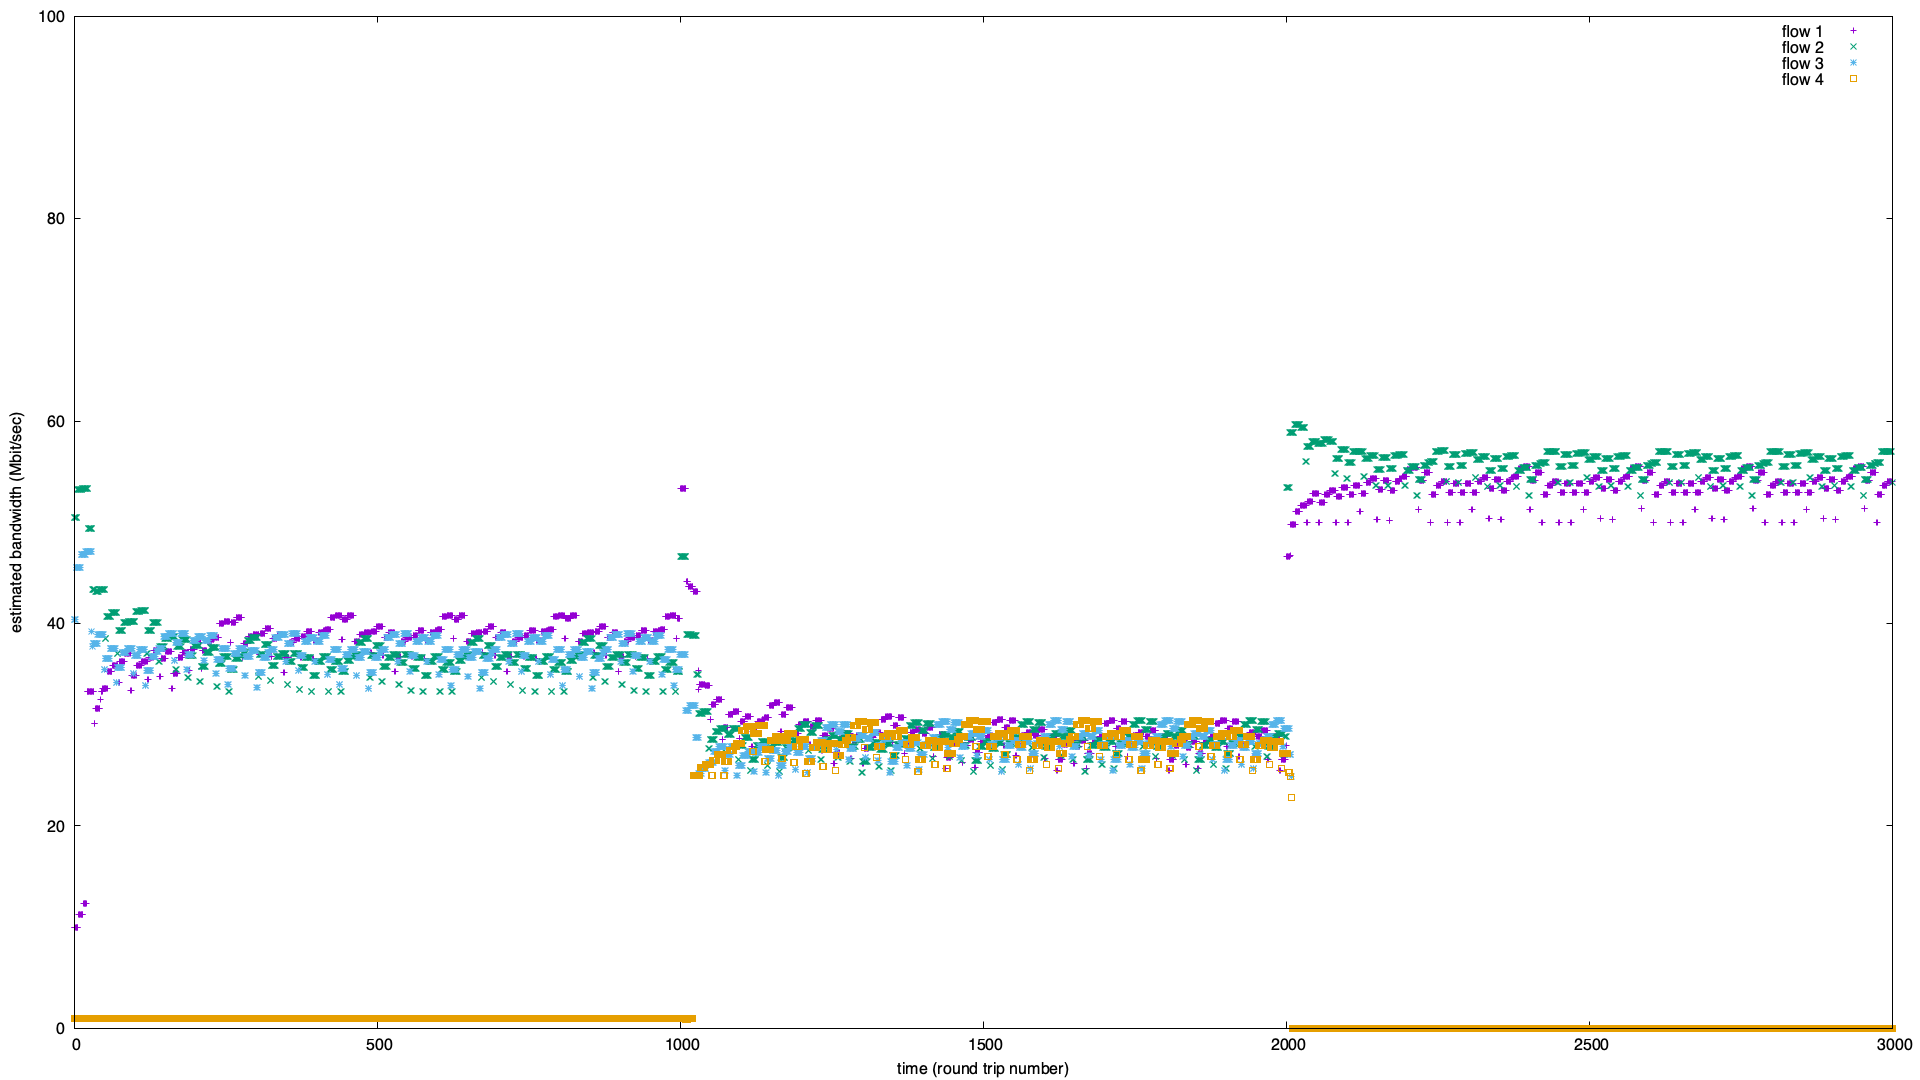 100
80
60
40
20
0
estimated bandwidth (Mbit/sec)
flow 1
flow 2
flow 3
flow 4
0 500 1000 1500 2000 2500 3000
time (round trip number)